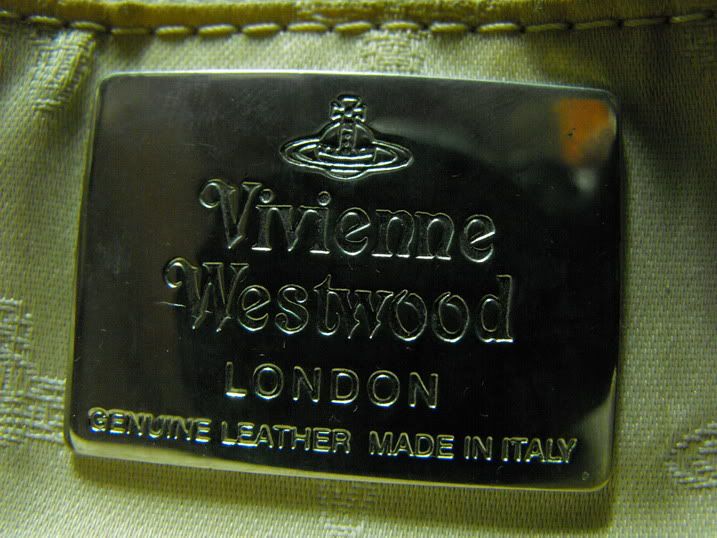 Vivienne
Westwood
LONDON
GENUINE LEATHER MADE IN ITALY